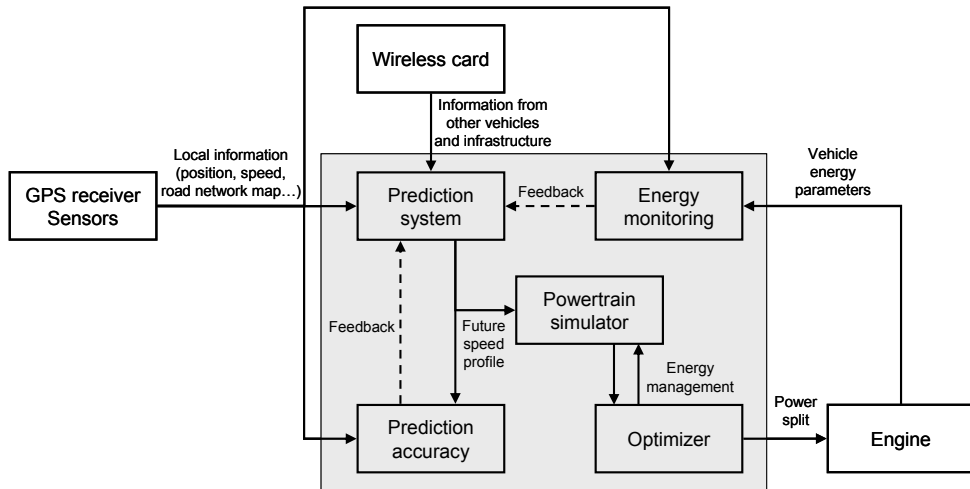 Wireless card
Information from
other vehicles
and infrastructure
Local information
(position, speed,
road network map…)
Vehicle
energy
parameters
GPS receiver
Sensors
Prediction
system
Feedback
Energy
monitoring
Powertrain
simulator
Feedback
Future
speed
profile
Energy
management
Prediction
accuracy
Optimizer
Power
split
Engine